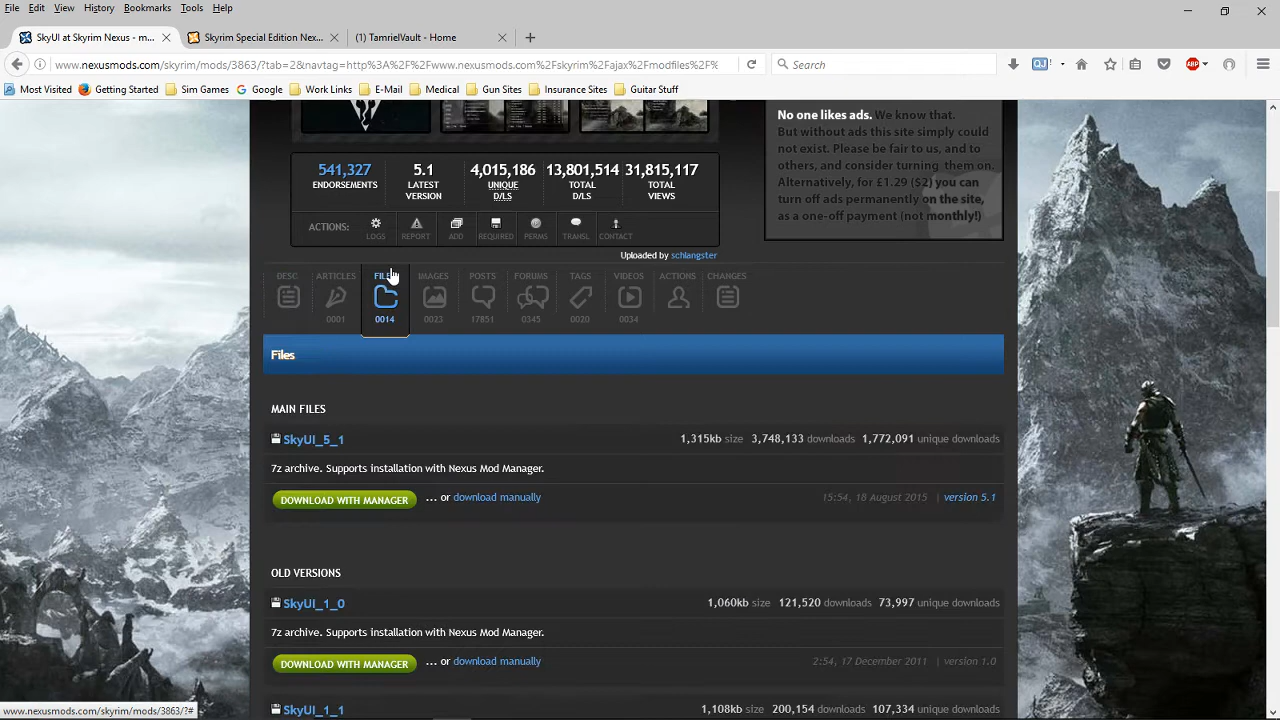 File Edit View History Bookmarks Tools Help
SkyUI at Skyrim Nexus - m... Skyrim Special Edition Nex... (1) TamrielVault - Home
www.nexusmods.com/skyrim/mods/3863/?tab=2&navtag=http%3A%2F%2Fwww.nexusmods.com%2Fskyrim%2Fajax%2Fmodfiles%2F% Search
Most Visited Getting Started Sim Games Google Work Links E-Mail Medical Gun Sites Insurance Sites Guitar Stuff
No one likes ads. We know that.
But without ads this site simply could
not exist. Please be fair to us, and to
others, and consider turning them on.
Alternatively, for £1.29 ($2) you can
turn off ads permanently on the site,
as a one-off payment (not monthly!)
541,327 5.1 4,015,186 13,801,514 31,815,117
ENDORSEMENTS LATEST VERSION UNIQUE D/LS TOTAL D/LS TOTAL VIEWS
ACTIONS: LOGS REPORT ADD REQUIRED PERMS TRANSL CONTACT
Uploaded by schlangster
DESC ARTICLES FILES IMAGES POSTS FORUMS TAGS VIDEOS ACTIONS CHANGES
0001 0014 0023 17851 0345 0020 0034
Files
MAIN FILES
SkyUI_5_1 1,315kb size 3,748,133 downloads 1,772,091 unique downloads
7z archive. Supports installation with Nexus Mod Manager.
DOWNLOAD WITH MANAGER ... or download manually 15:54, 18 August 2015 | version 5.1
OLD VERSIONS
SkyUI_1_0 1,060kb size 121,520 downloads 73,997 unique downloads
7z archive. Supports installation with Nexus Mod Manager.
DOWNLOAD WITH MANAGER ... or download manually 2:54, 17 December 2011 | version 1.0
SkyUI_1_1 1,108kb size 200,154 downloads 107,334 unique downloads
www.nexusmods.com/skyrim/mods/3863/?#